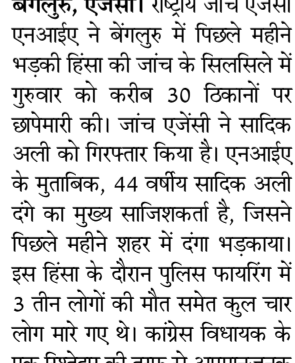 बेंगलुरु, एजेंसी। राष्ट्रीय जांच एजेंसी
एनआईए ने बेंगलुरु में पिछले महीने
भड़की हिंसा की जांच के सिलसिले में
गुरुवार को करीब 30 ठिकानों पर
छापेमारी की। जांच एजेंसी ने सादिक
अली को गिरफ्तार किया है। एनआईए
के मुताबिक, 44 वर्षीय सादिक अली
दंगे का मुख्य साजिशकर्ता है, जिसने
पिछले महीने शहर में दंगा भड़काया।
इस हिंसा के दौरान पुलिस फायरिंग में
3 तीन लोगों की मौत समेत कुल चार
लोग मारे गए थे। कांग्रेस विधायक के